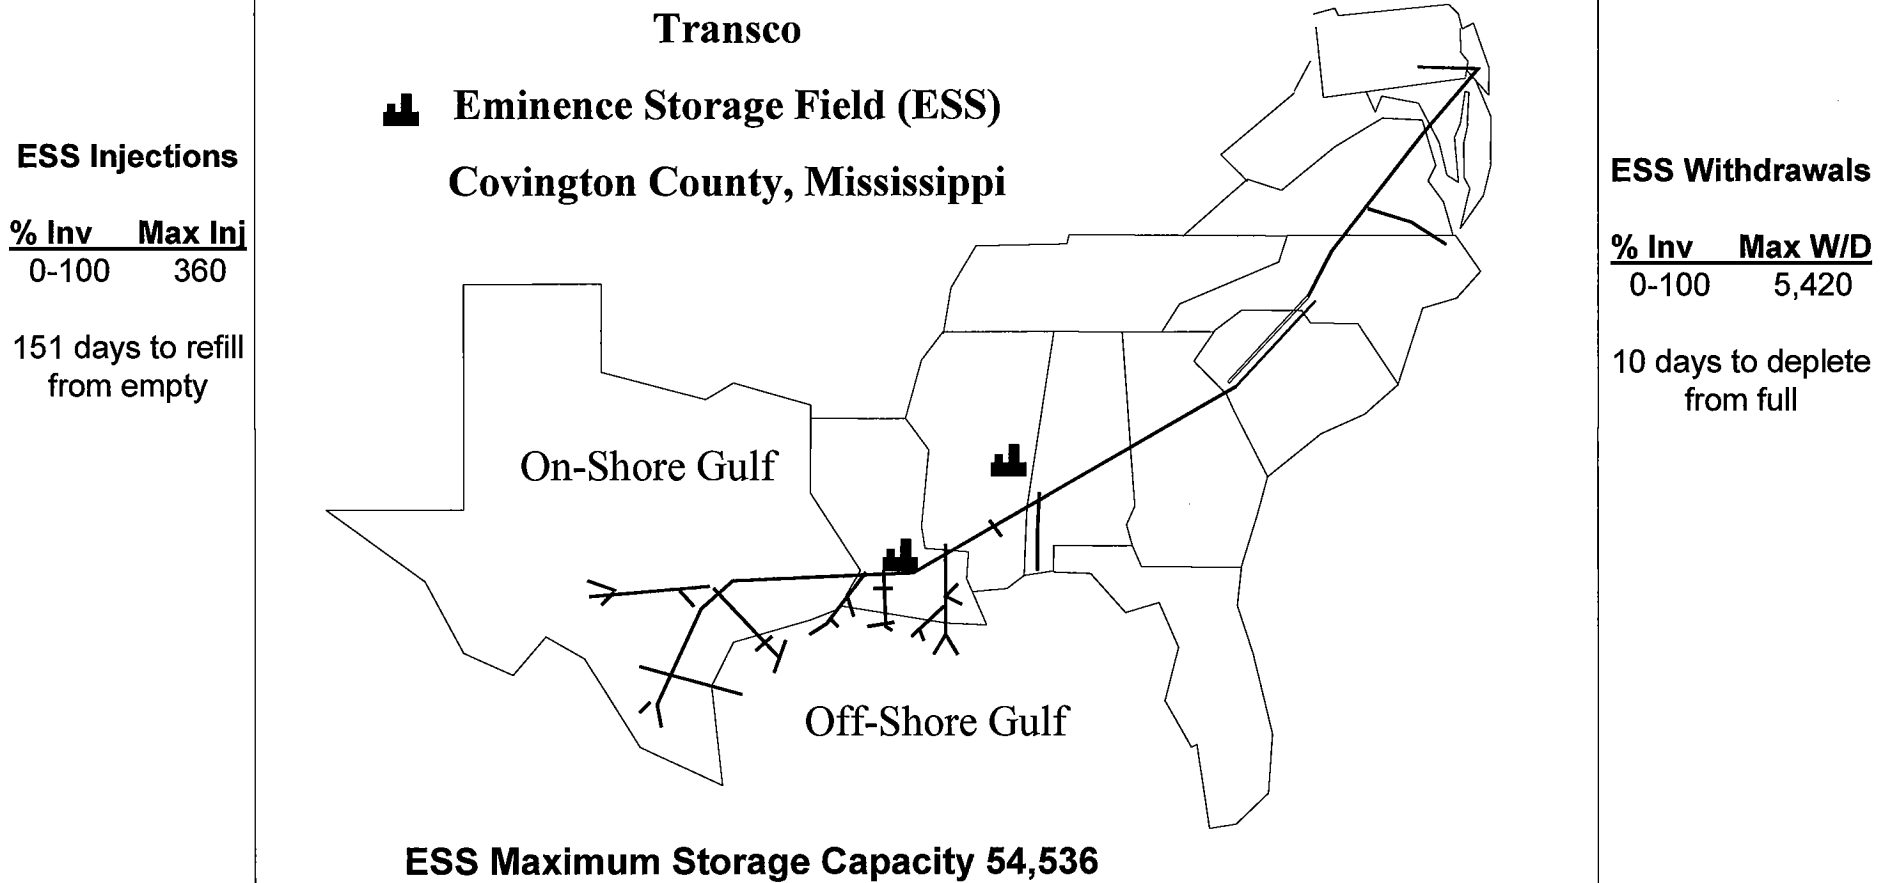 Transco
Eminence Storage Field (ESS)
Covington County, Mississippi
ESS Injections
% Inv Max Inj
0-100 360
151 days to refill
from empty
ESS Withdrawals
% Inv Max W/D
0-100 5,420
10 days to deplete
from full
On-Shore Gulf
Off-Shore Gulf
ESS Maximum Storage Capacity 54,536